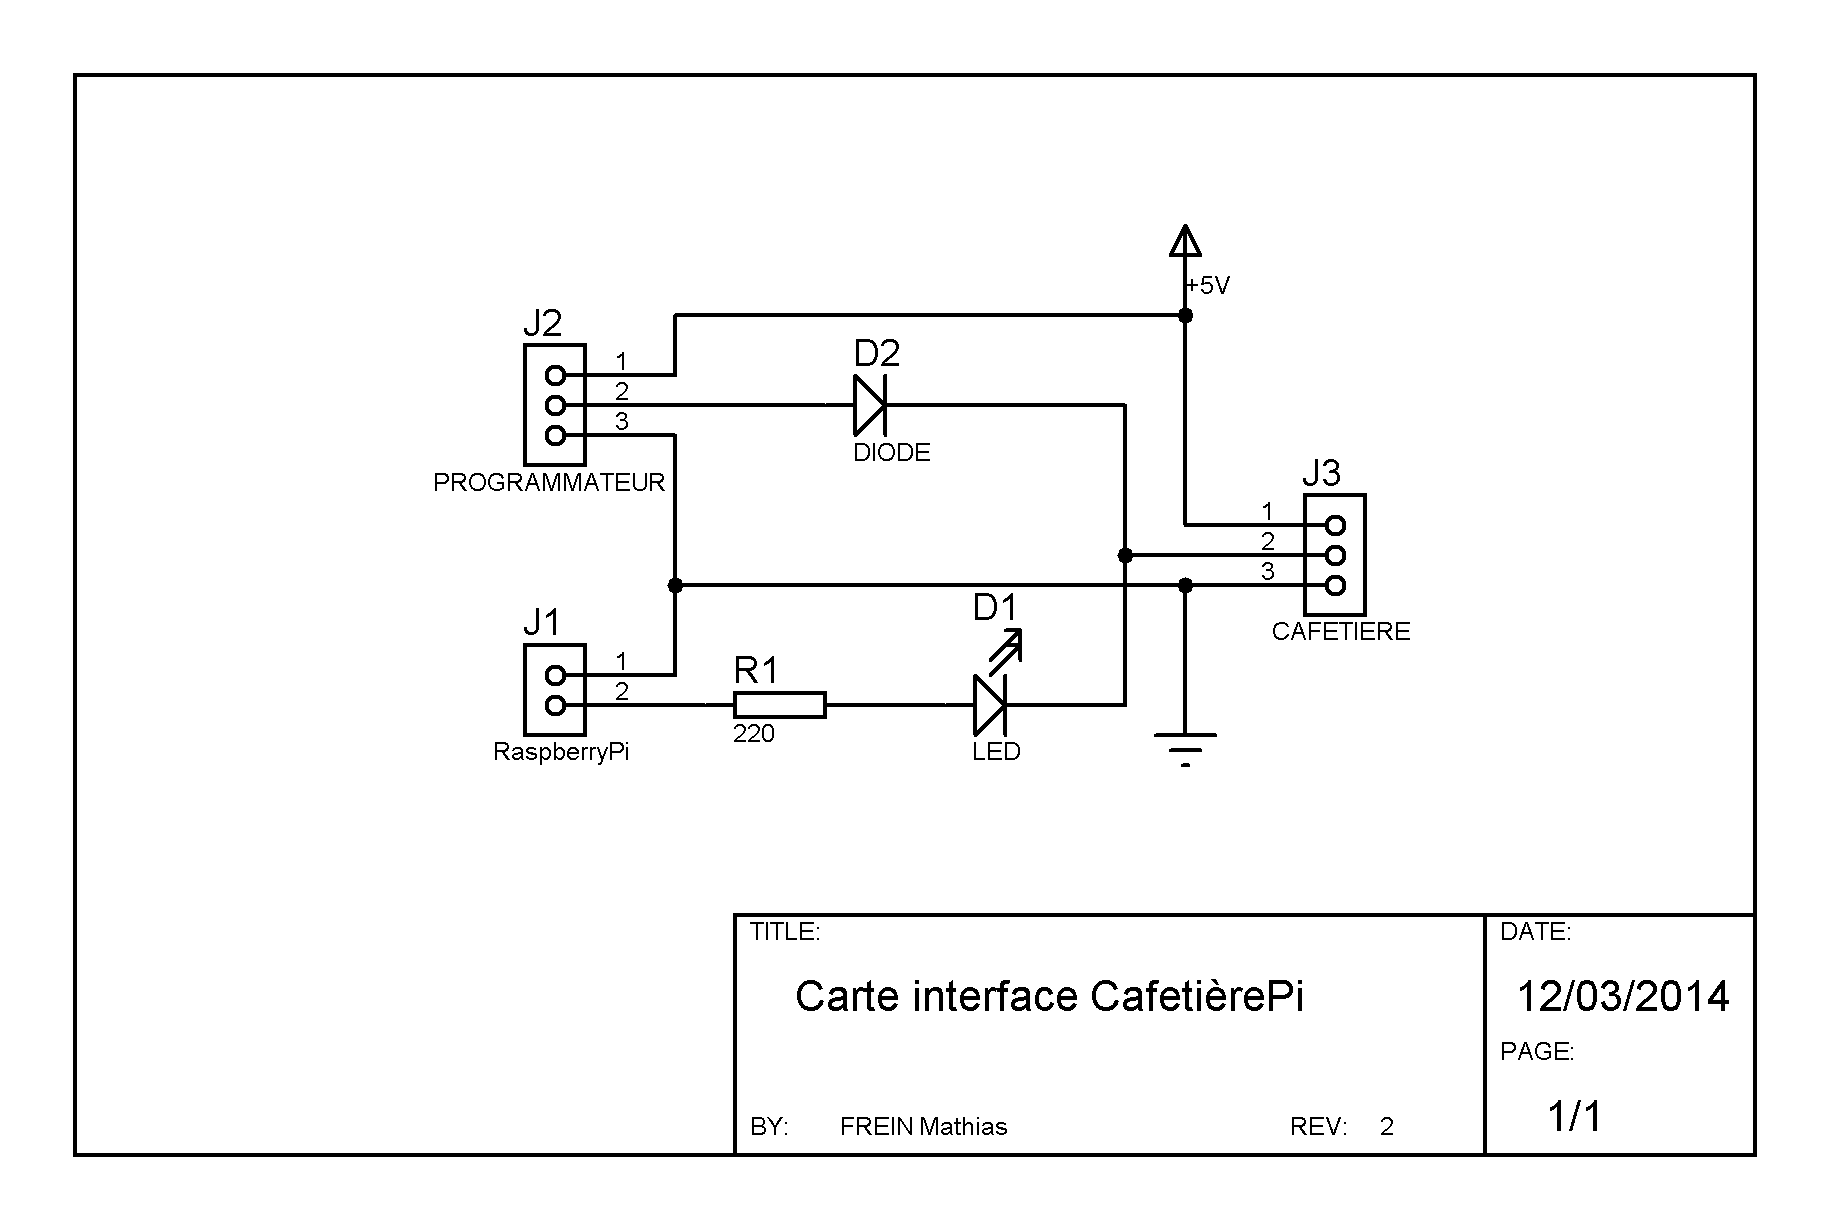 +5V
J2
1
2
3
PROGRAMMATEUR
D2
DIODE
J3
1
2
3
CAFETIERE
J1
1
2
RaspberryPi
R1
220
D1
LED
TITLE:
Carte interface CafetièrePi
BY: FREIN Mathias REV: 2
DATE:
12/03/2014
PAGE:
1/1